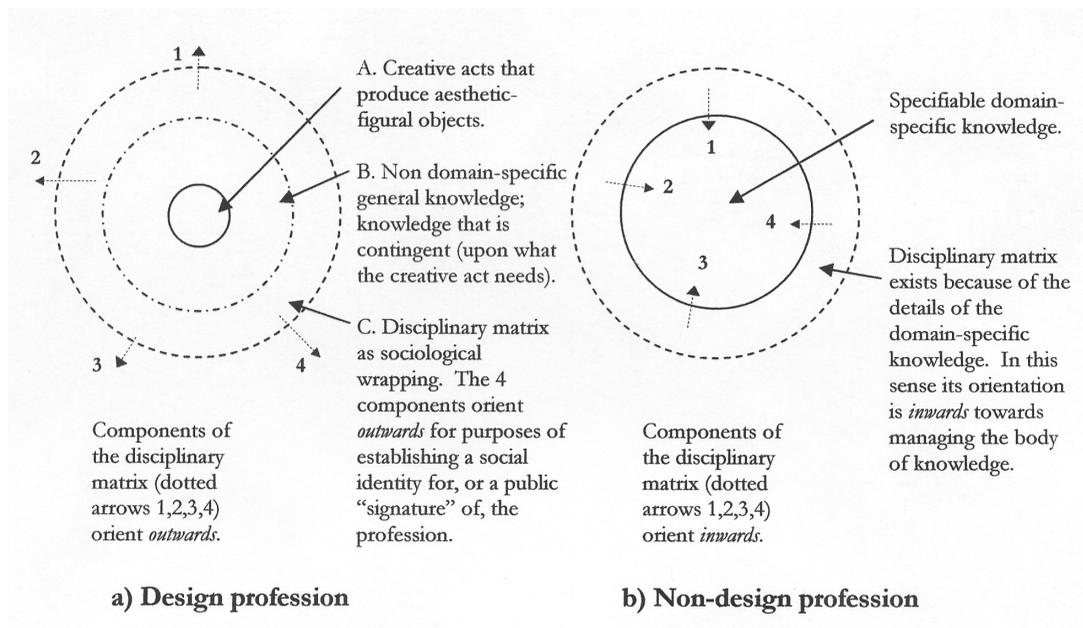 1
2
3
4
A. Creative acts that
produce aesthetic-
figural objects.
B. Non domain-specific
general knowledge;
knowledge that is
contingent (upon what
the creative act needs).
C. Disciplinary matrix
as sociological
wrapping. The 4
components orient
outwards for purposes of
establishing a social
identity for, or a public
“signature” of, the
profession.
Components of
the disciplinary
matrix (dotted
arrows 1,2,3,4)
orient outwards.
a) Design profession
1
2
4
3
Specifiable domain-
specific knowledge.
Disciplinary matrix
exists because of the
details of the
domain-specific
knowledge. In this
sense its orientation
is inwards towards
managing the body
of knowledge.
Components of
the disciplinary
matrix (dotted
arrows 1,2,3,4)
orient inwards.
b) Non-design profession